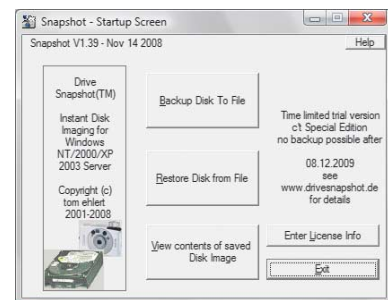 Snapshot - Startup Screen
Snapshot V1.39 - Nov 14 2008
Help
Drive
Snapshot(TM)
Instant Disk
Imaging for
Windows
NT/2000/XP
2003 Server
Copyright (c)
tom ehlert
2001-2008
Backup Disk To File
Restore Disk from File
View contents of saved
Disk Image
Time limited trial version
c't Special Edition
no backup possible after
08.12.2009
see
www.drivesnapshot.de
for details
Enter License Info
Exit